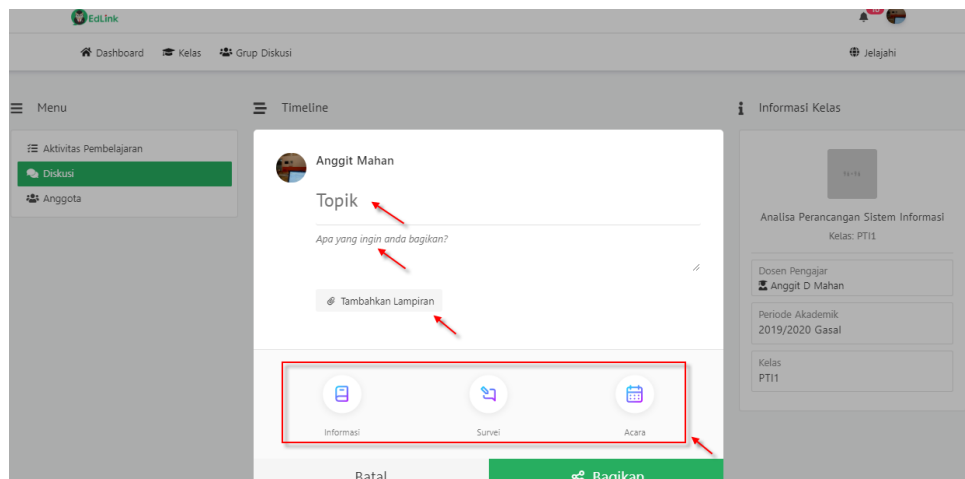 EdLink
Dashboard Kelas Grup Diskusi Jelajahi
Menu
Aktivitas Pembelajaran
Diskusi
Anggota
Timeline
Anggit Mahan
Topik
Apa yang ingin anda bagikan?
Tambahkan Lampiran
Informasi Survei Acara
Batal Bagikan
Informasi Kelas
Analisa Perancangan Sistem Informasi
Kelas: PTI1
Dosen Pengajar
Anggit D Mahan
Periode Akademik
2019/2020 Gasal
Kelas
PTI1